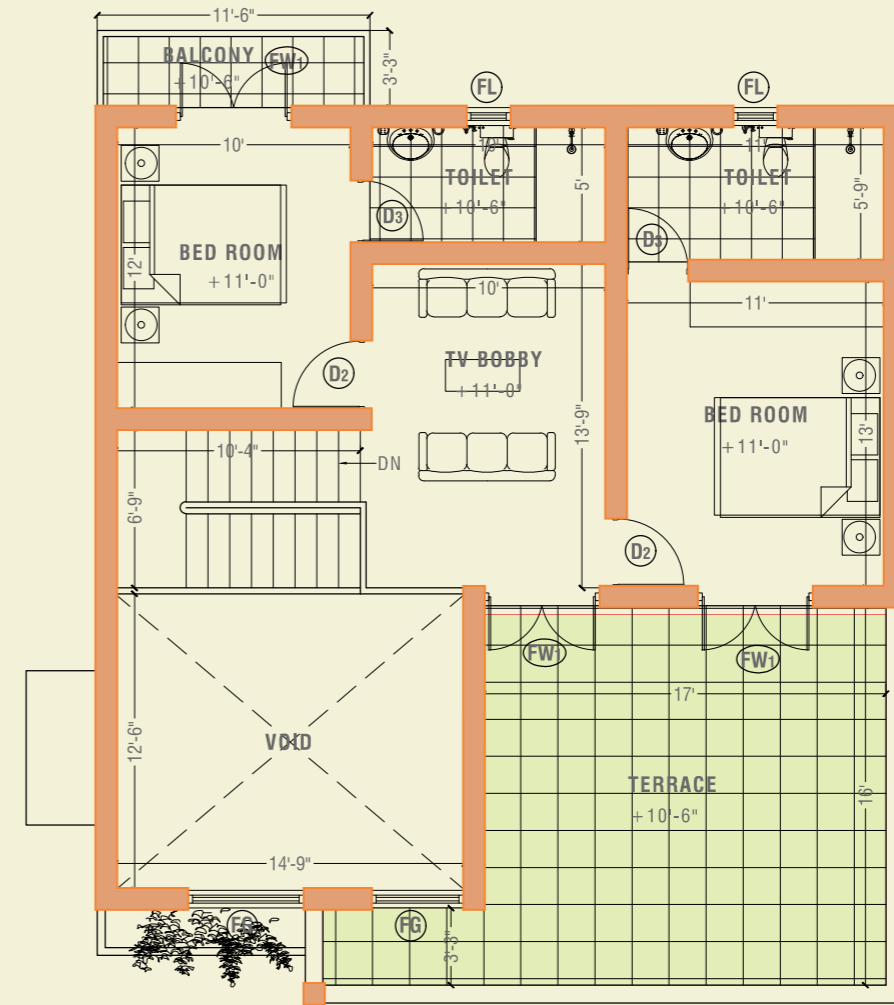 11'-6"
BALCONY
FW1
+10'-6"
3'-3"
FL
FL
10'
10'
11'
TOILET
+10'-6"
5'
TOILET
+10'-6"
5'-9"
D3
D3
BED ROOM
+11'-0"
12'
10'
11'
TV BOBBY
+11'-0"
D2
13'-9"
BED ROOM
+11'-0"
13'
10'-4"
DN
6'-9"
D2
FW1
FW1
17'
12'-6"
VOID
TERRACE
+10'-6"
16'
14'-9"
FG
FG
3'-3"